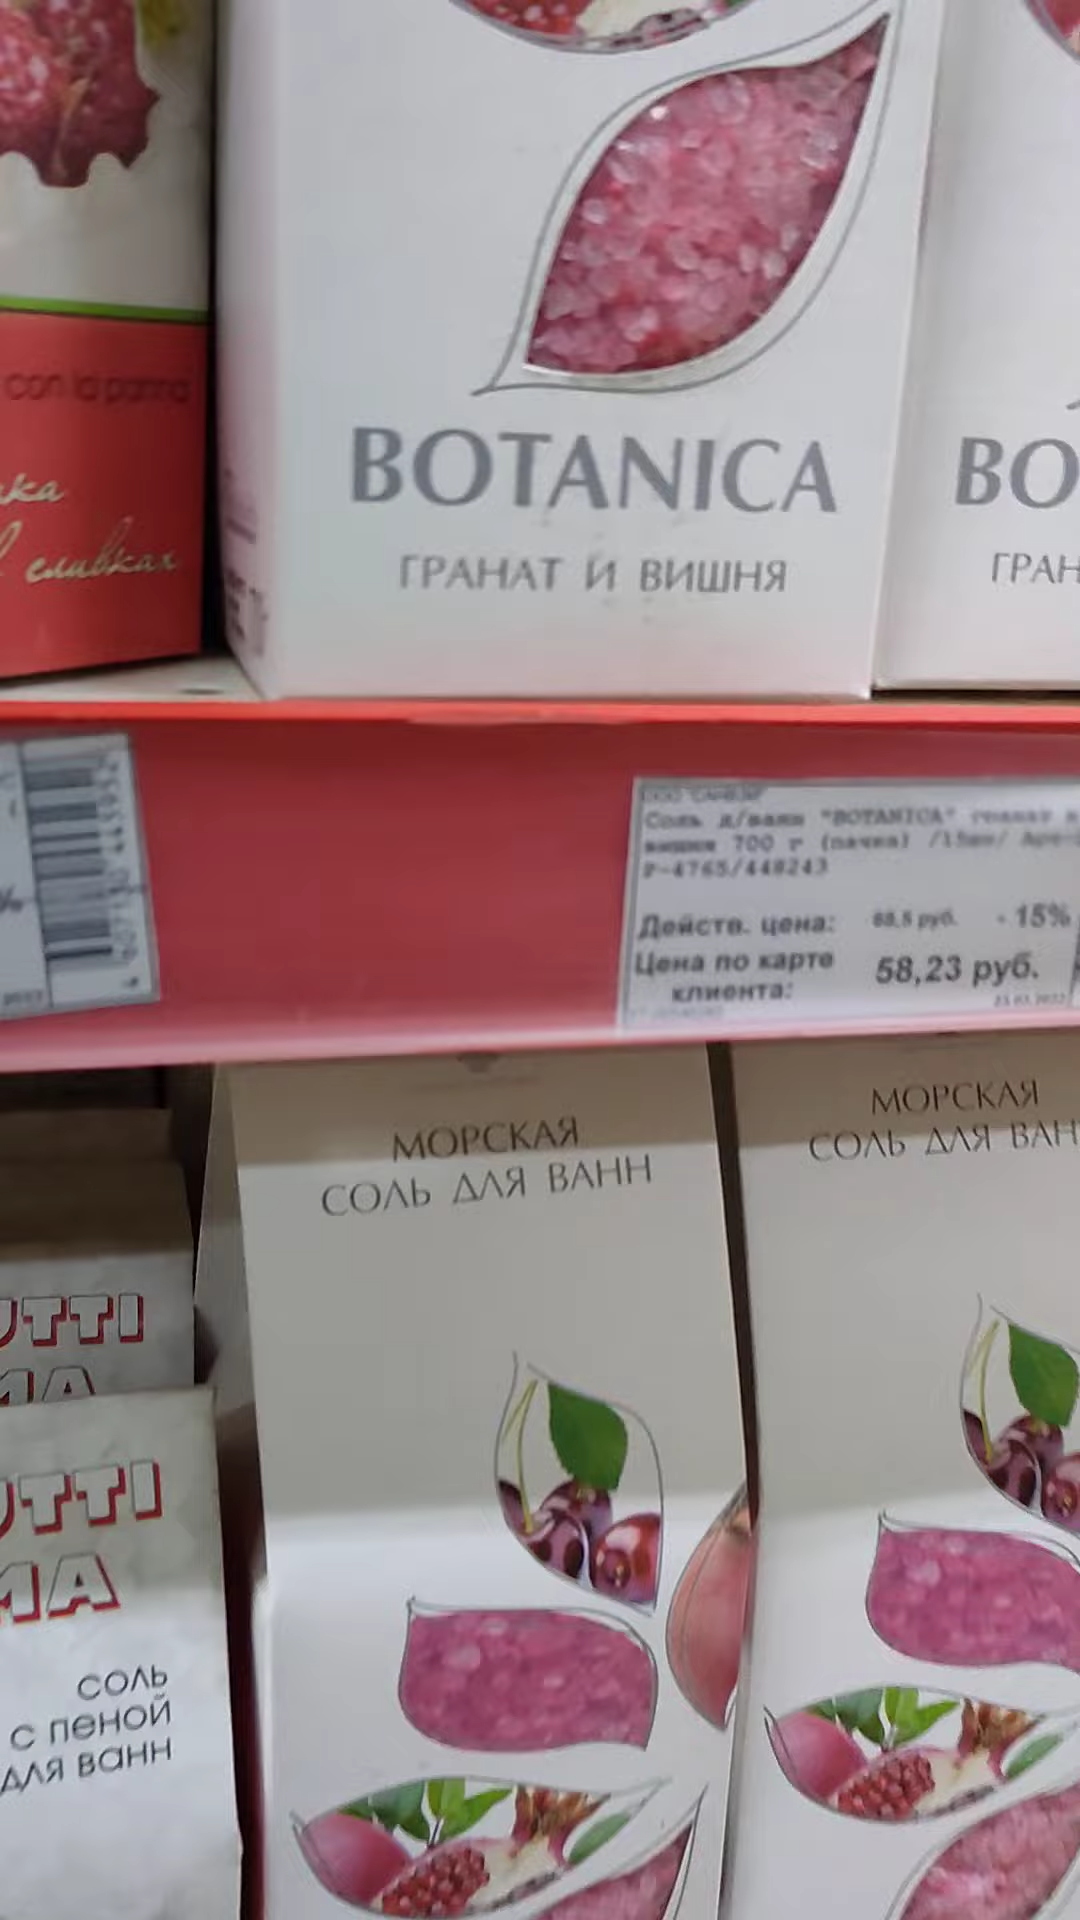 con la panna
сливках
BOTANICA
ГРАНАТ И ВИШНЯ
BO
ГРАН
Соль д/ванн "BOTANICA" гранат и
вишня 700 г (пачка) /15шт/ Арт-
Р-4765/448243
Действ. цена: 68,5 руб. - 15%
Цена по карте
клиента: 58,23 руб.
МОРСКАЯ
СОЛЬ ДЛЯ ВАНН
МОРСКАЯ
СОЛЬ ДЛЯ ВАН
UTTI
МА
UTTI
МА
СОЛЬ
С ПЕНОЙ
ДЛЯ ВАНН